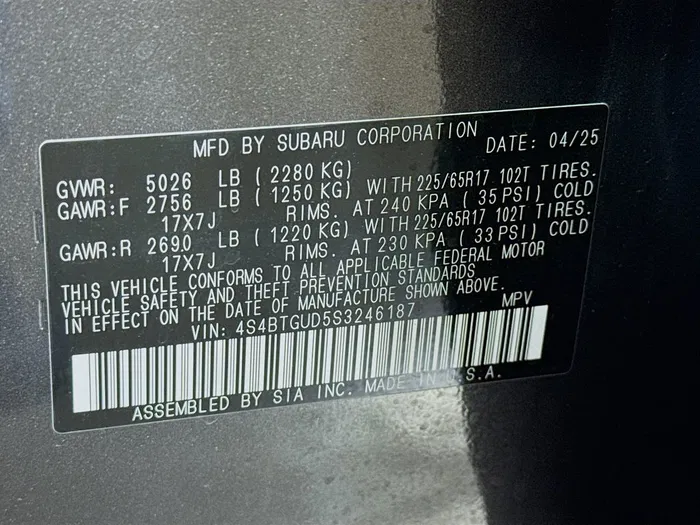 MFD BY SUBARU CORPORATION DATE: 04/25
GVWR: 5026 LB ( 2280 KG)
GAWR:F 2756 LB ( 1250 KG) WITH 225/65R17 102T TIRES.
17X7J RIMS. AT 240 KPA ( 35 PSI) COLD
GAWR:R 2690 LB ( 1220 KG) WITH 225/65R17 102T TIRES.
17X7J RIMS. AT 230 KPA ( 33 PSI) COLD
THIS VEHICLE CONFORMS TO ALL APPLICABLE FEDERAL MOTOR
VEHICLE SAFETY AND THEFT PREVENTION STANDARDS
IN EFFECT ON THE DATE OF MANUFACTURE SHOWN ABOVE.
VIN: 4S4BTGUD5S3246187 MPV
ASSEMBLED BY SIA INC. MADE IN U.S.A.